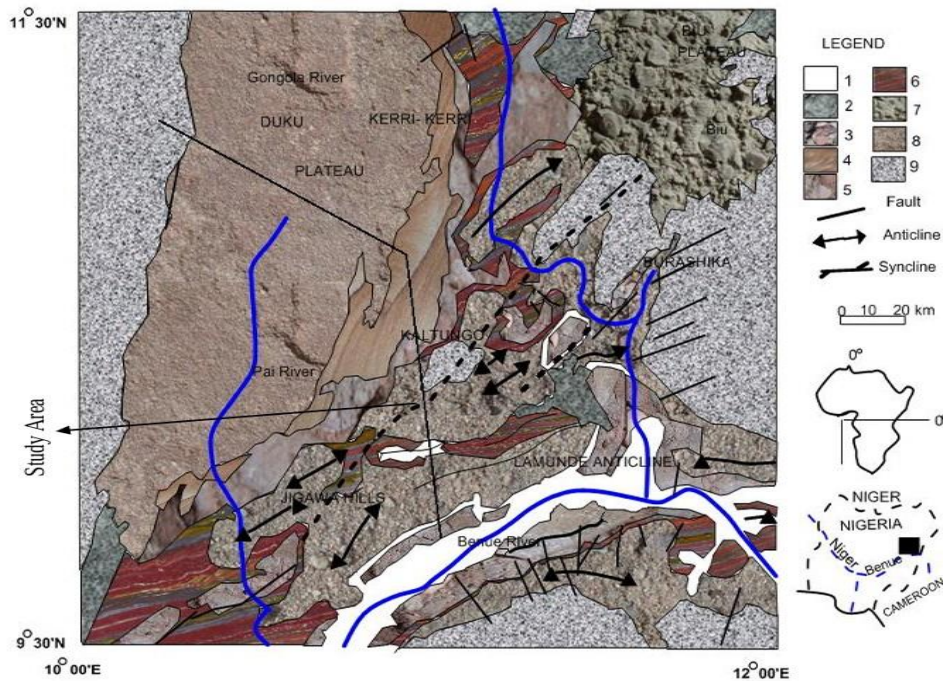 11° 30'N
BIU
PLATEAU
Gongole River
DUKU
KERRI- KERRI
Biu
PLATEAU
BURASHIKA
KALTUNGO
Pai River
Study Area
LAMUNDE ANTICLINE
JIGAWA HILLS
Benue River
9° 30'N
10° 00'E
12° 00'E
LEGEND
1
2
3
4
5
6
7
8
9
Fault
Anticline
Syncline
0 10 20 km
0°
0°
NIGER
NIGERIA
Niger
Benue
CAMEROON